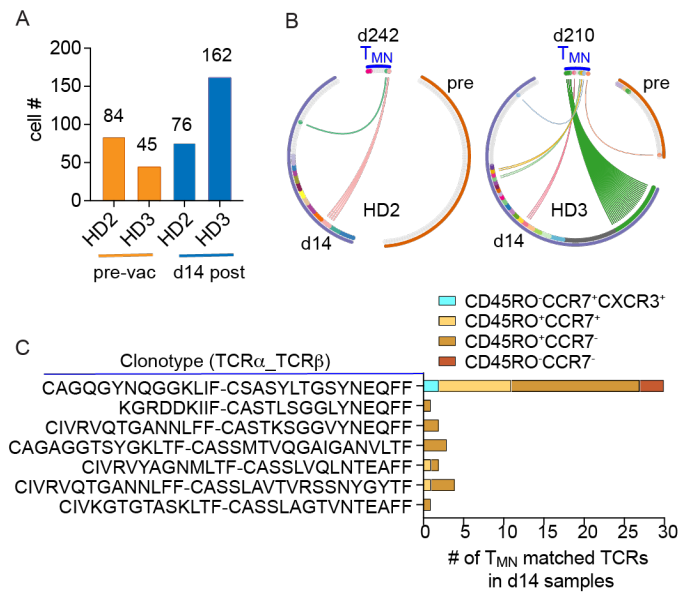 A
cell #
200
150
100
50
0
84
45
76
162
HD2
HD3
HD2
HD3
pre-vac
d14 post
B
d242
TMN
pre
HD2
d14
d210
TMN
pre
HD3
d14
CD45RO⁻CCR7⁺CXCR3⁺
CD45RO⁺CCR7⁺
CD45RO⁺CCR7⁻
CD45RO⁻CCR7⁻
C
Clonotype (TCRα_TCRβ)
CAGQGYNQGGKLIF-CSASYLTGSYNEQFF
KGRDDKIIF-CASTLSGGLYNEQFF
CIVRVQTGANNLFF-CASTKSGGVYNEQFF
CAGAGGTSYGKLTF-CASSMTVQGAIGANVLTF
CIVRVYAGNMLTF-CASSLVQLNTEAFF
CIVRVQTGANNLFF-CASSLAVTVRSSNYGYTF
CIVKGTGTASKLTF-CASSLAGTVNTEAFF
0 5 10 15 20 25 30
# of TMN matched TCRs
in d14 samples